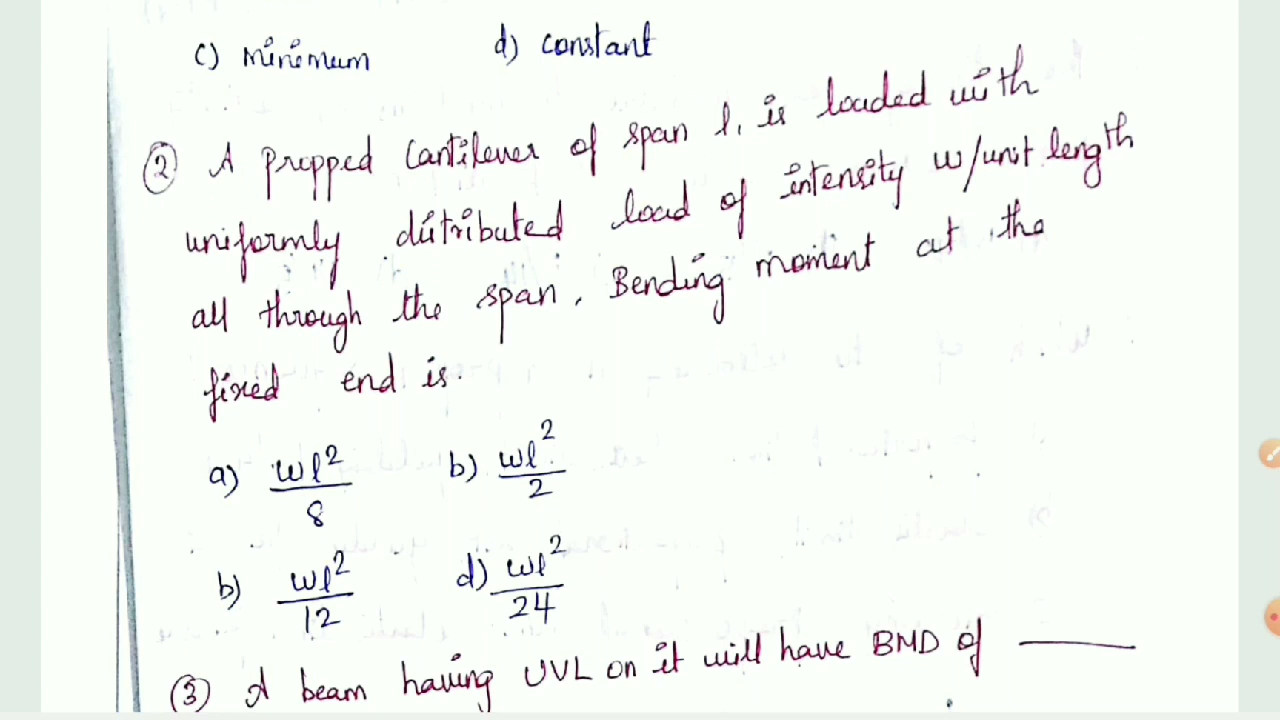 c) Minimum d) constant
② A propped cantilever of span l, is loaded with
uniformly distributed load of intensity w/unit length
all through the span, Bending moment at the
fixed end is.
a) wl²/8 b) wl²/2
b) wl²/12 d) wl²/24
③ A beam having UVL on it will have BMD of ____